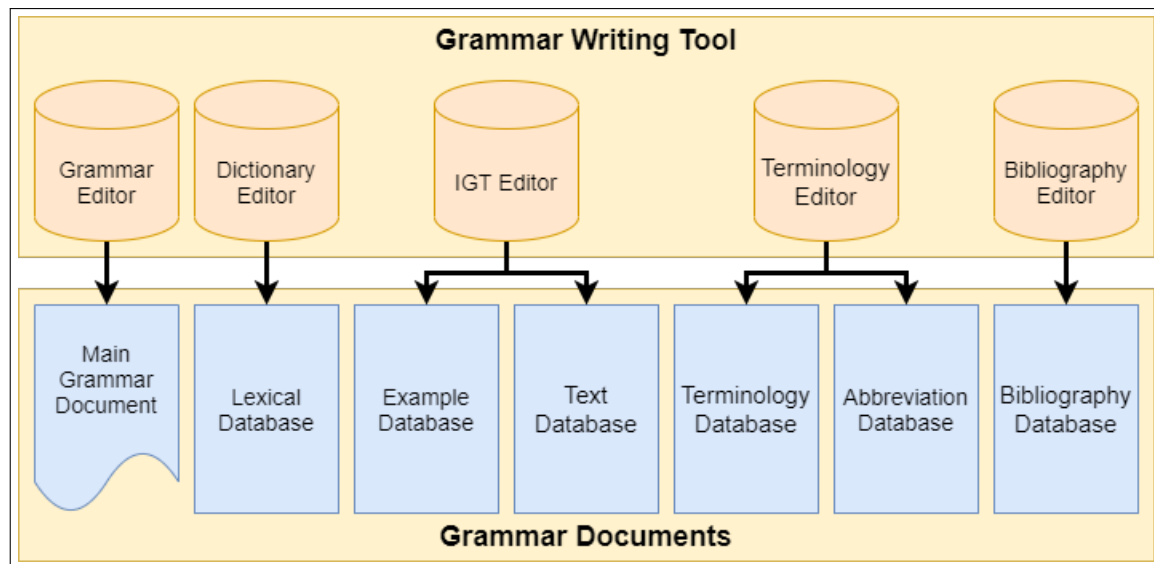 Grammar Writing Tool
Grammar
Editor
Dictionary
Editor
IGT Editor
Terminology
Editor
Bibliography
Editor
Main
Grammar
Document
Lexical
Database
Example
Database
Text
Database
Terminology
Database
Abbreviation
Database
Bibliography
Database
Grammar Documents